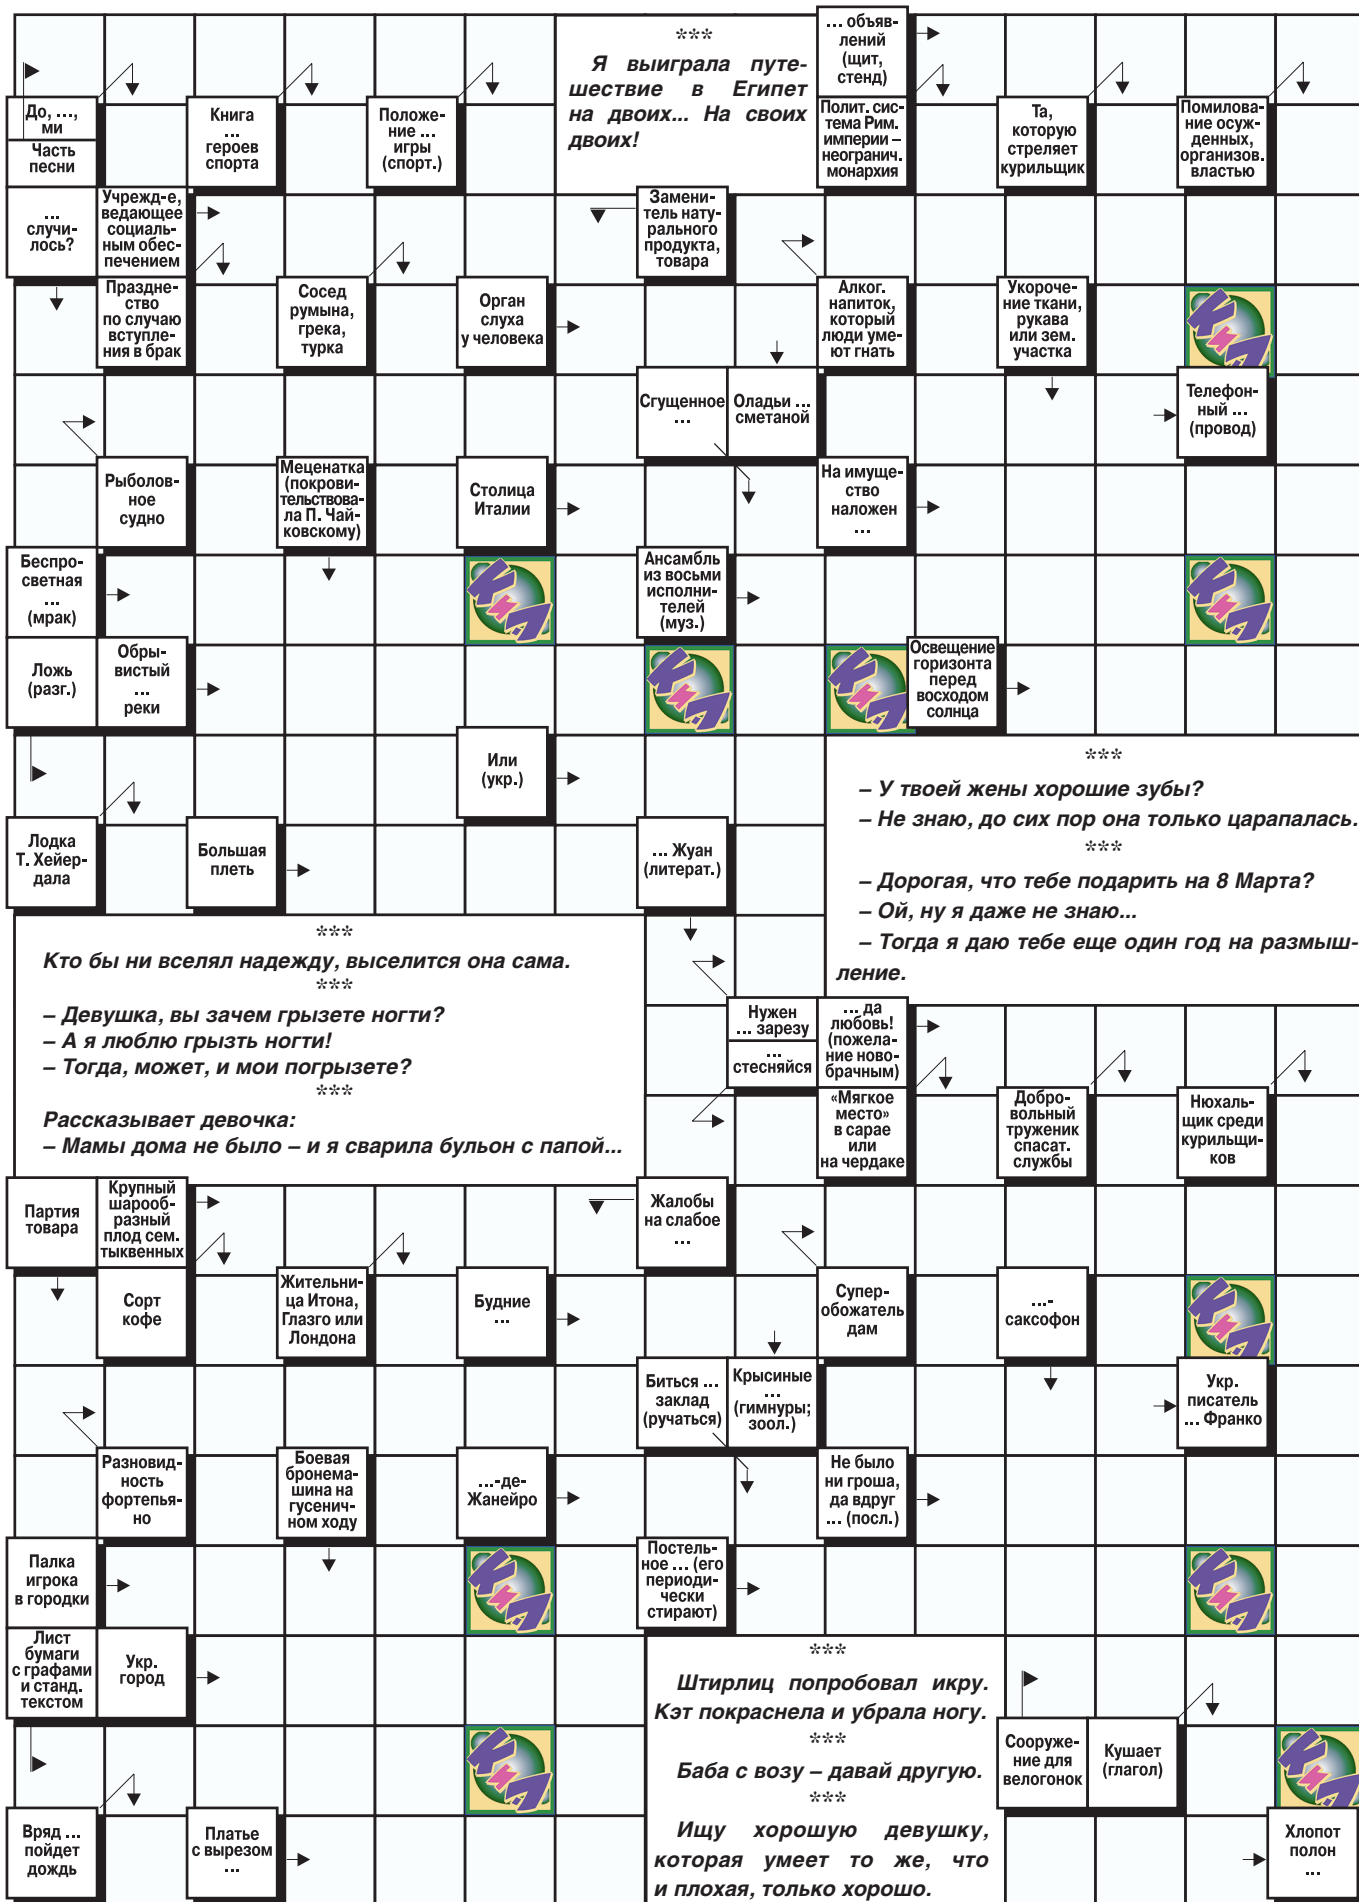 ***
Я выиграла путе-
шествие в Египет
на двоих... На своих
двоих!
... объяв-
лений
(щит,
стенд)
До, ...,
ми
Часть
песни
Книга
...
героев
спорта
Положе-
ние ...
игры
(спорт.)
Полит. сис-
тема Рим.
империи –
неогранич.
монархия
Та,
которую
стреляет
курильщик
Помилова-
ние осуж-
денных,
организов.
властью
...
случи-
лось?
Учрежд-е,
ведающее
социаль-
ным обес-
печением
Замени-
тель нату-
рального
продукта,
товара
Праздне-
ство
по случаю
вступле-
ния в брак
Сосед
румына,
грека,
турка
Орган
слуха
у человека
Алког.
напиток,
который
люди уме-
ют гнать
Укороче-
ние ткани,
рукава
или зем.
участка
КиЛ
Сгущенное
...
Оладьи ...
сметаной
Телефон-
ный ...
(провод)
Рыболов-
ное
судно
Меценатка
(покрови-
тельствова-
ла П. Чай-
ковскому)
Столица
Италии
На имуще-
ство
наложен
...
Беспро-
светная
...
(мрак)
КиЛ
Ансамбль
из восьми
исполни-
телей
(муз.)
КиЛ
Ложь
(разг.)
Обры-
вистый
...
реки
КиЛ
КиЛ
Освещение
горизонта
перед
восходом
солнца
Или
(укр.)
***
– У твоей жены хорошие зубы?
– Не знаю, до сих пор она только царапалась.
***
– Дорогая, что тебе подарить на 8 Марта?
– Ой, ну я даже не знаю...
– Тогда я даю тебе еще один год на размыш-
ление.
Лодка
Т. Хейер-
дала
Большая
плеть
... Жуан
(литерат.)
***
Кто бы ни вселял надежду, выселится она сама.
***
– Девушка, вы зачем грызете ногти?
– А я люблю грызть ногти!
– Тогда, может, и мои погрызете?
***
Рассказывает девочка:
– Мамы дома не было – и я сварила бульон с папой...
Нужен
... зарезу
...
стесняйся
... да
любовь!
(пожела-
ние ново-
брачным)
«Мягкое
место»
в сарае
или
на чердаке
Добро-
вольный
труженик
спасат.
службы
Нюхаль-
щик среди
курильщи-
ков
Партия
товара
Крупный
шарооб-
разный
плод сем.
тыквенных
Жалобы
на слабое
...
Сорт
кофе
Жительни-
ца Итона,
Глазго или
Лондона
Будние
...
Супер-
обожатель
дам
...-
саксофон
КиЛ
Биться ...
заклад
(ручаться)
Крысиные
...
(гимнуры;
зоол.)
Укр.
писатель
... Франко
Разновид-
ность
фортепья-
но
Боевая
бронема-
шина на
гусенич-
ном ходу
...-де-
Жанейро
Не было
ни гроша,
да вдруг
... (посл.)
Палка
игрока
в городки
КиЛ
Постель-
ное ... (его
периоди-
чески
стирают)
КиЛ
Лист
бумаги
с графами
и станд.
текстом
Укр.
город
***
Штирлиц попробовал икру.
Кэт покраснела и убрала ногу.
***
Баба с возу – давай другую.
***
Ищу хорошую девушку,
которая умеет то же, что
и плохая, только хорошо.
КиЛ
Сооруже-
ние для
велогонок
Кушает
(глагол)
КиЛ
Вряд ...
пойдет
дождь
Платье
с вырезом
...
Хлопот
полон
...